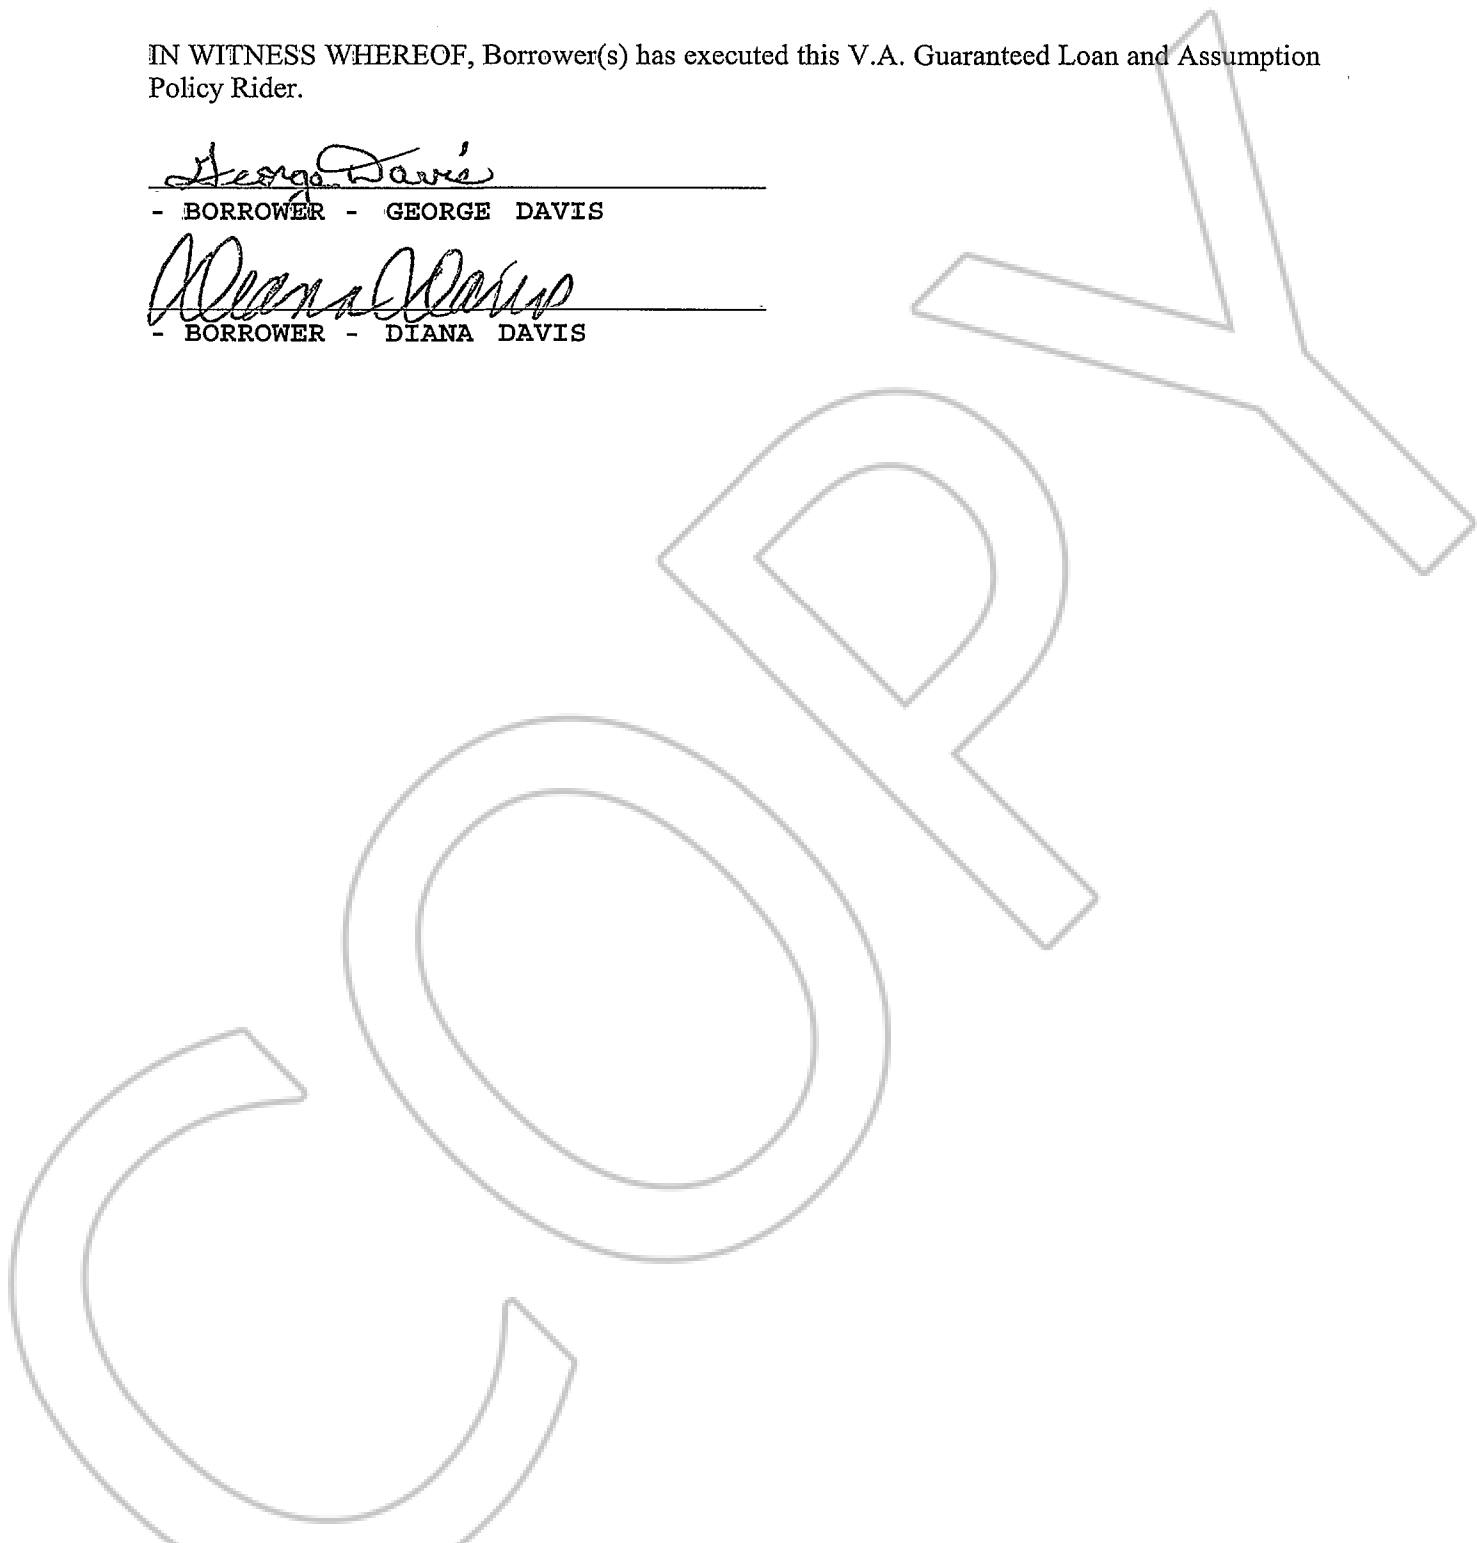 IN WITNESS WHEREOF, Borrower(s) has executed this V.A. Guaranteed Loan and Assumption
Policy Rider.
George Davis
- BORROWER - GEORGE DAVIS
Diana Davis
- BORROWER - DIANA DAVIS
COPY